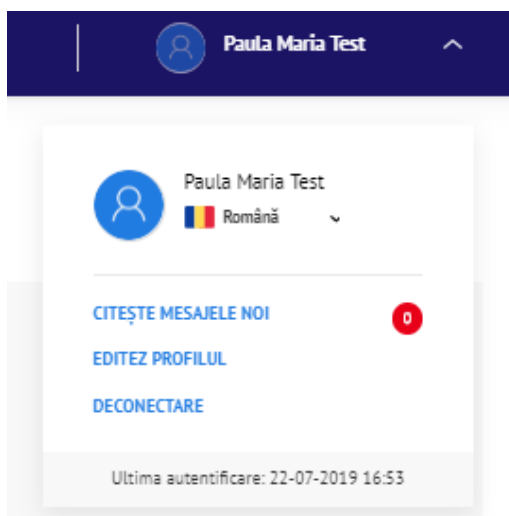 Paula Maria Test
Paula Maria Test
Română
CITEȘTE MESAJELE NOI 0
EDITEZ PROFILUL
DECONECTARE
Ultima autentificare: 22-07-2019 16:53